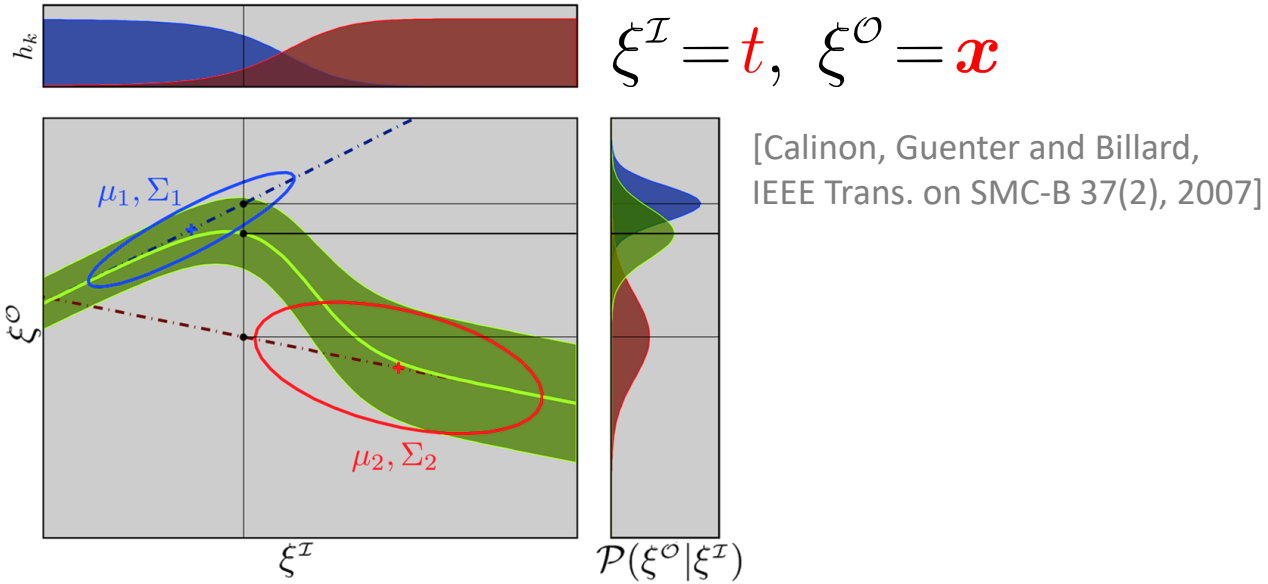 h_k
ξ^ℐ = t, ξ^𝒪 = x
[Calinon, Guenter and Billard,
IEEE Trans. on SMC-B 37(2), 2007]
μ_1, Σ_1
ξ^𝒪
μ_2, Σ_2
ξ^ℐ
𝒫(ξ^𝒪|ξ^ℐ)